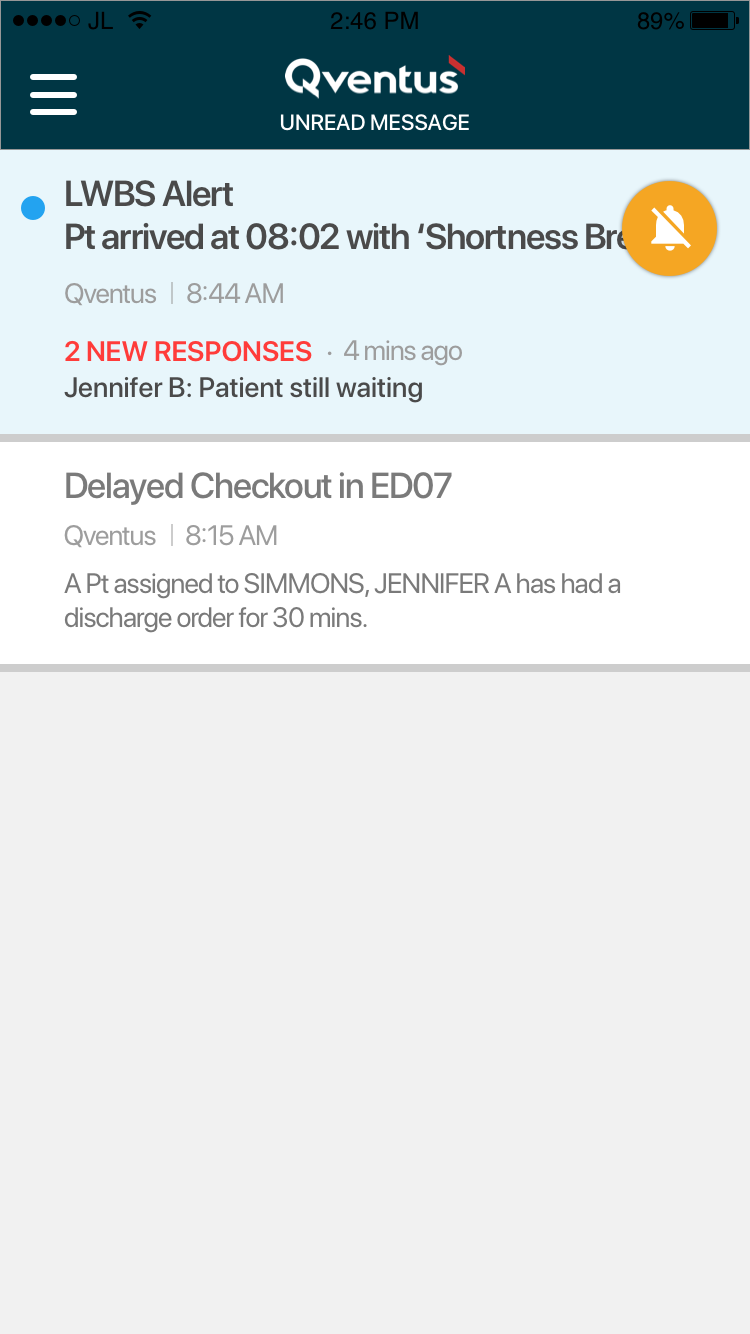 JL 2:46 PM 89%
Qventus
UNREAD MESSAGE
LWBS Alert
Pt arrived at 08:02 with ‘Shortness Bre
Qventus | 8:44 AM
2 NEW RESPONSES · 4 mins ago
Jennifer B: Patient still waiting
Delayed Checkout in ED07
Qventus | 8:15 AM
A Pt assigned to SIMMONS, JENNIFER A has had a
discharge order for 30 mins.